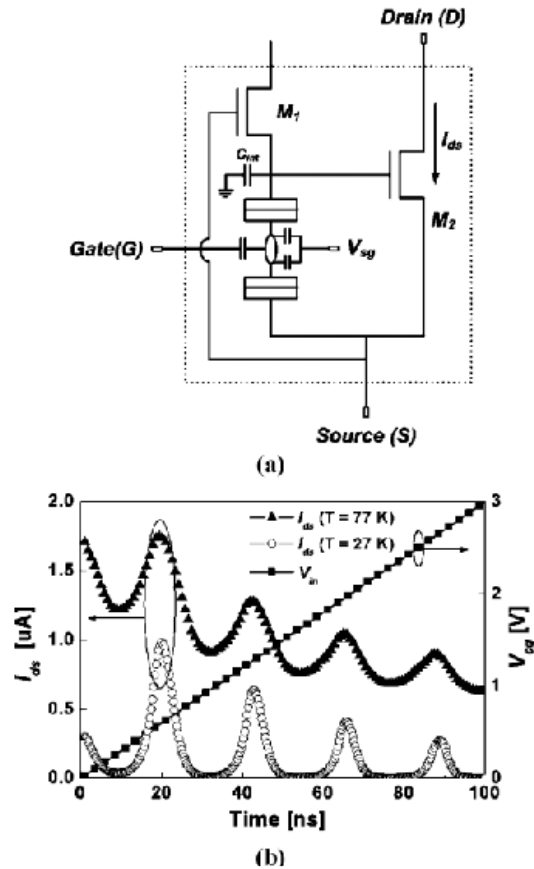 Drain (D)
M1
Cint
Ids
M2
Gate(G)
Vsg
Source (S)
(a)
2.0
1.5
1.0
0.5
0.0
Ids [uA]
Ids (T = 77 K)
Ids (T = 27 K)
Vin
3
2
1
0
Vsg [V]
0 20 40 60 80 100
Time [ns]
(b)